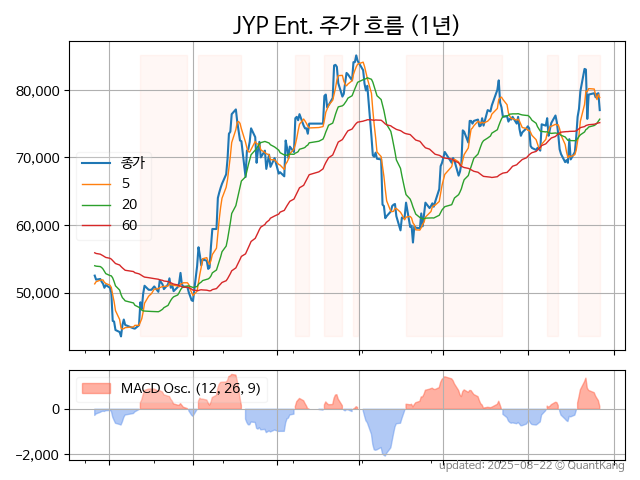 JYP Ent. 주가 흐름 (1년)
80,000
70,000
60,000
50,000
종가
5
20
60
MACD Osc. (12, 26, 9)
0
−2,000
updated: 2025-08-22 © QuantKang